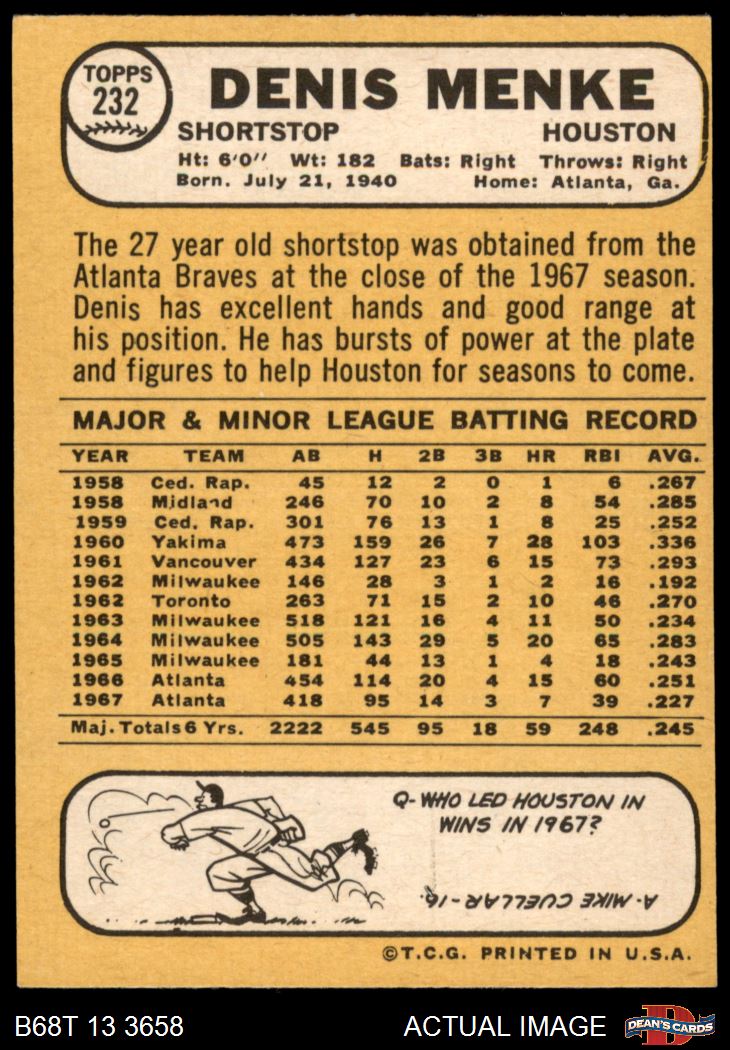 TOPPS
232
DENIS MENKE
SHORTSTOP HOUSTON
Ht: 6'0" Wt: 182 Bats: Right Throws: Right
Born. July 21, 1940 Home: Atlanta, Ga.
The 27 year old shortstop was obtained from the
Atlanta Braves at the close of the 1967 season.
Denis has excellent hands and good range at
his position. He has bursts of power at the plate
and figures to help Houston for seasons to come.
MAJOR & MINOR LEAGUE BATTING RECORD
YEAR TEAM AB H 2B 3B HR RBI AVG.
1958 Ced. Rap. 45 12 2 0 1 6 .267
1958 Midland 246 70 10 2 8 54 .285
1959 Ced. Rap. 301 76 13 1 8 25 .252
1960 Yakima 473 159 26 7 28 103 .336
1961 Vancouver 434 127 23 6 15 73 .293
1962 Milwaukee 146 28 3 1 2 16 .192
1962 Toronto 263 71 15 2 10 46 .270
1963 Milwaukee 518 121 16 4 11 50 .234
1964 Milwaukee 505 143 29 5 20 65 .283
1965 Milwaukee 181 44 13 1 4 18 .243
1966 Atlanta 454 114 20 4 15 60 .251
1967 Atlanta 418 95 14 3 7 39 .227
Maj. Totals 6 Yrs. 2222 545 95 18 59 248 .245
Q- WHO LED HOUSTON IN
WINS IN 1967?
A- MIKE CUELLAR - 16.
©T.C.G. PRINTED IN U.S.A.
B68T 13 3658 ACTUAL IMAGE
D
DEAN'S CARDS